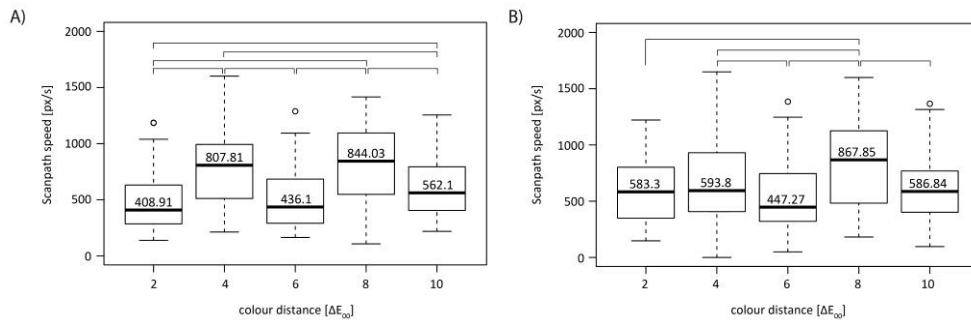 A)
Scanpath speed [px/s]
2000
1500
1000
500
0
408.91
807.81
436.1
844.03
562.1
2 4 6 8 10
colour distance [ΔE₀₀]
B)
Scanpath speed [px/s]
2000
1500
1000
500
0
583.3
593.8
447.27
867.85
586.84
2 4 6 8 10
colour distance [ΔE₀₀]